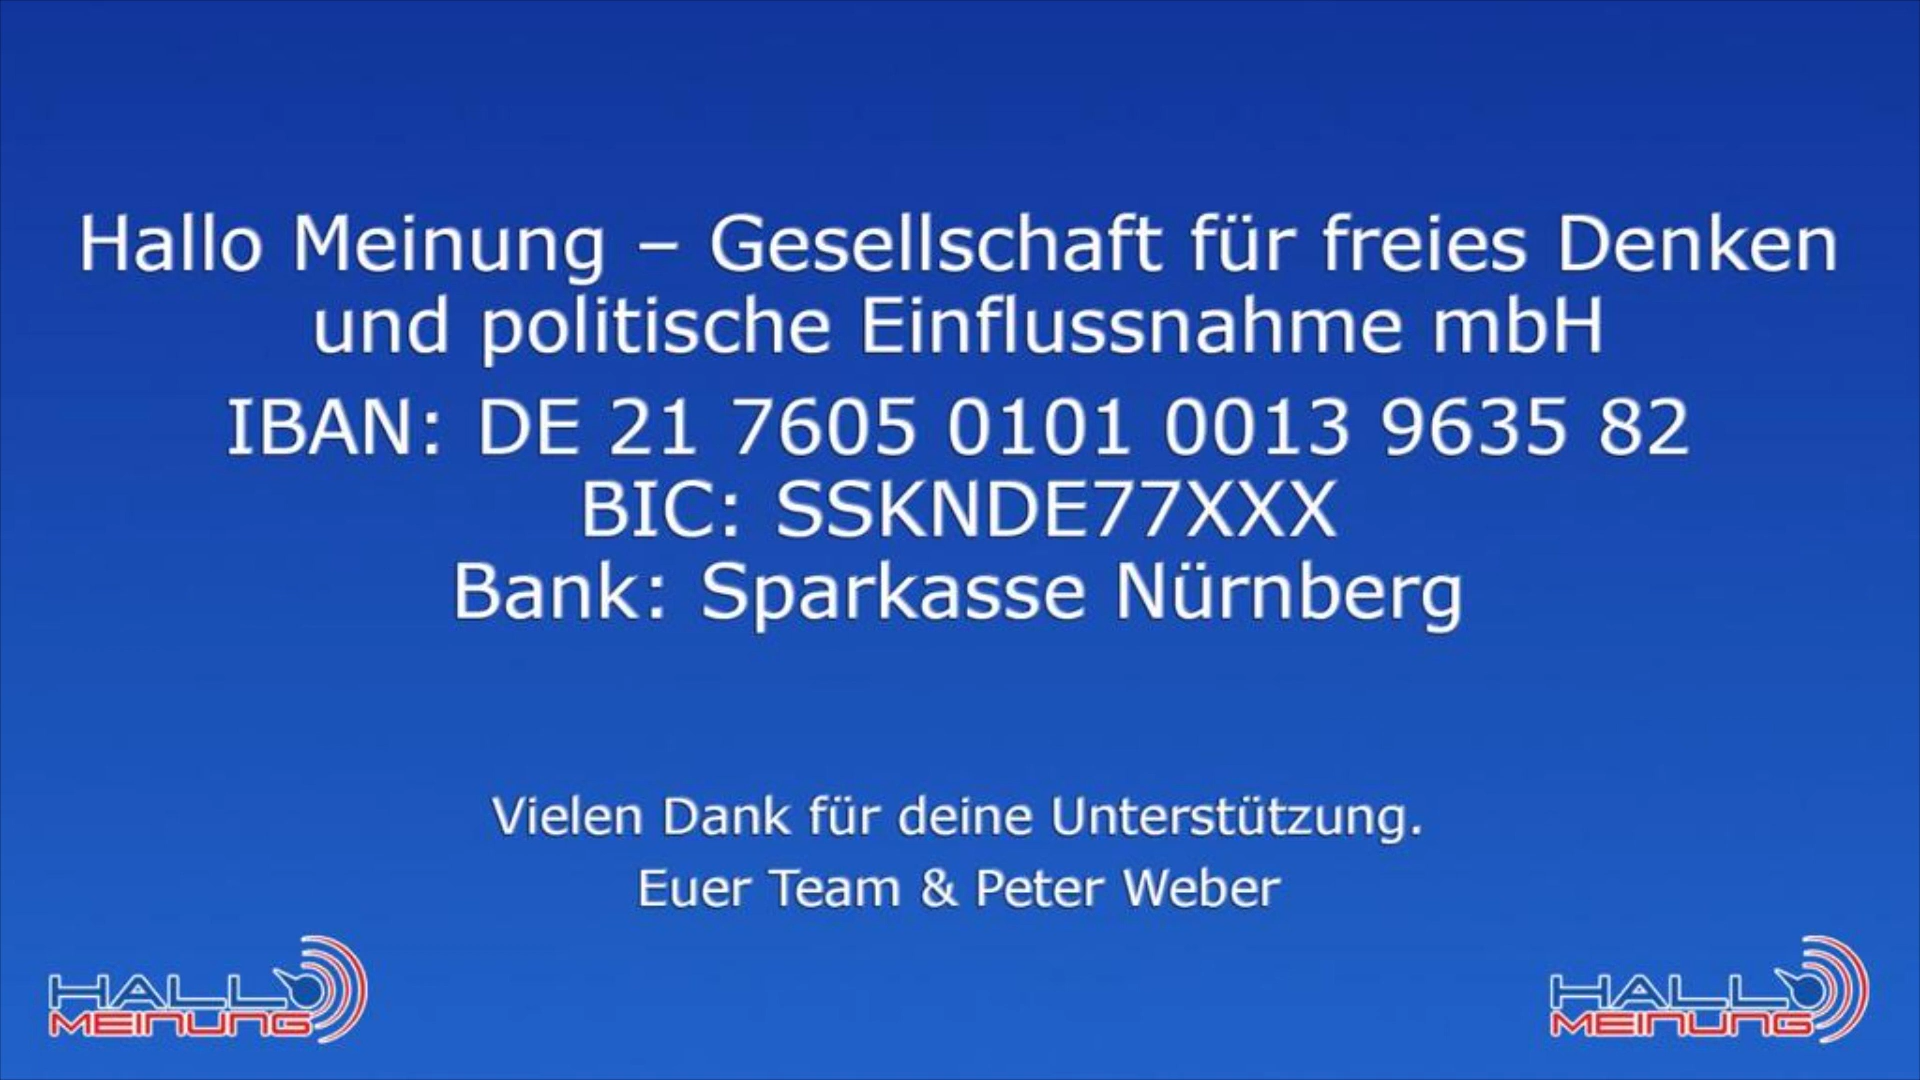 Hallo Meinung – Gesellschaft für freies Denken
und politische Einflussnahme mbH
IBAN: DE 21 7605 0101 0013 9635 82
BIC: SSKNDE77XXX
Bank: Sparkasse Nürnberg
Vielen Dank für deine Unterstützung.
Euer Team & Peter Weber
HALLO
MEINUNG
HALLO
MEINUNG